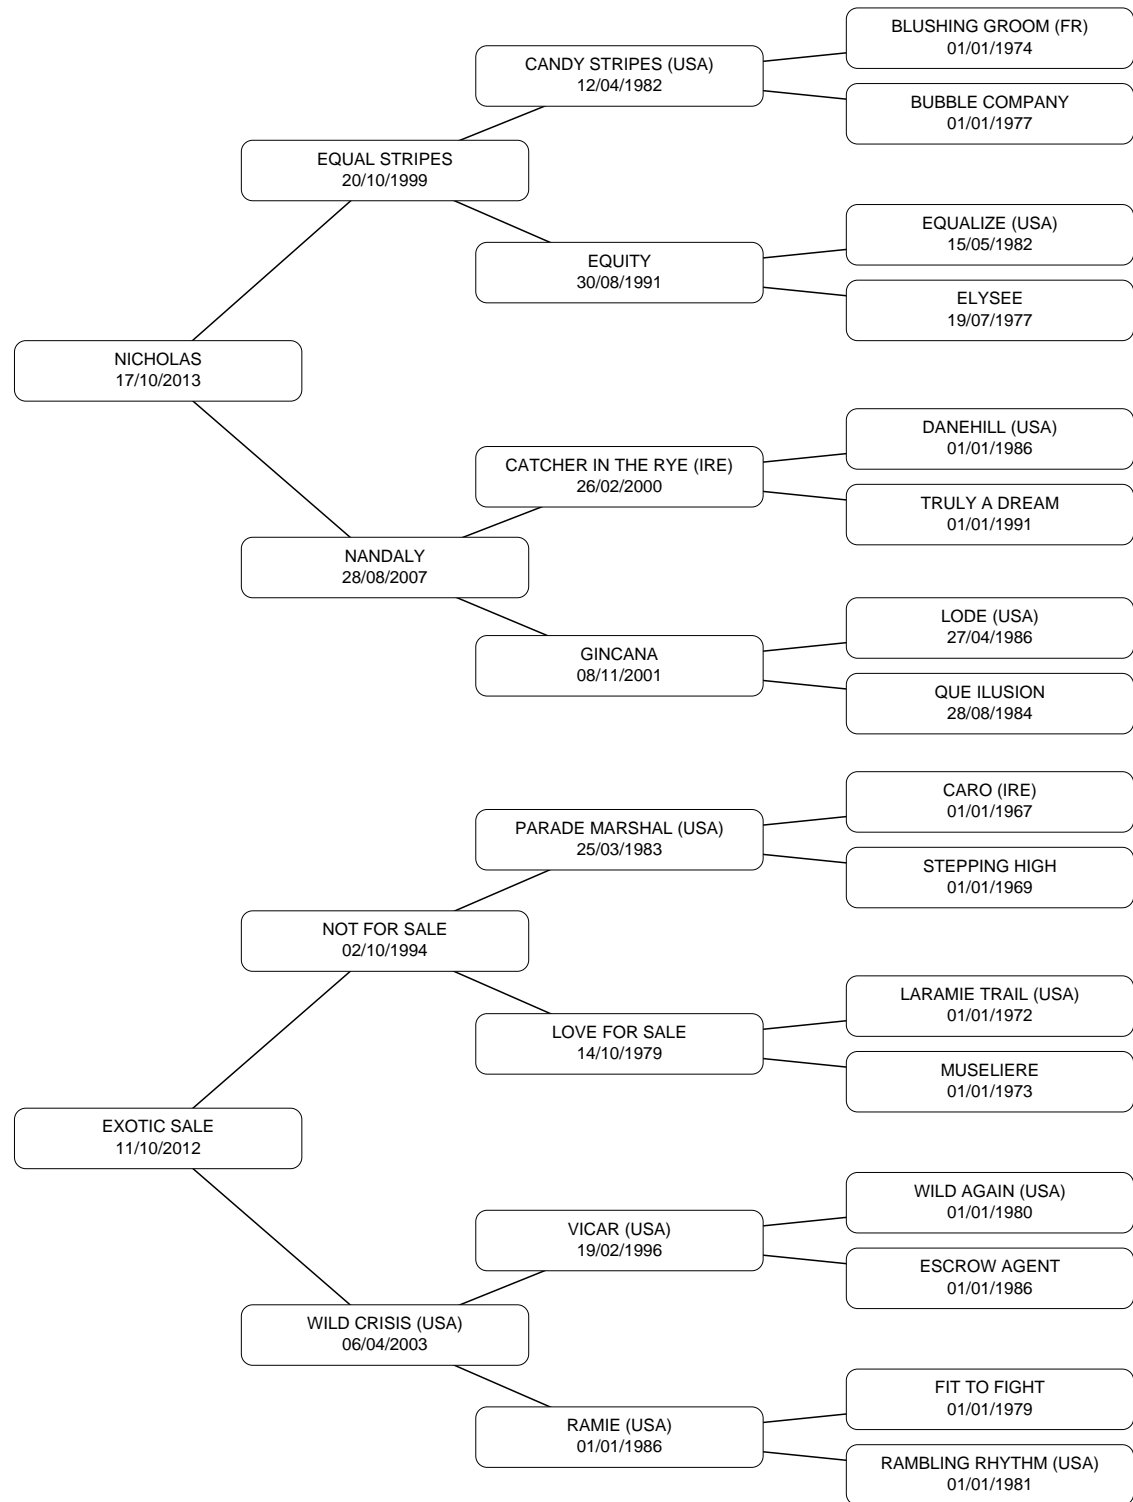 BLUSHING GROOM (FR)
01/01/1974
CANDY STRIPES (USA)
12/04/1982
BUBBLE COMPANY
01/01/1977
EQUAL STRIPES
20/10/1999
EQUALIZE (USA)
15/05/1982
EQUITY
30/08/1991
ELYSEE
19/07/1977
NICHOLAS
17/10/2013
DANEHILL (USA)
01/01/1986
CATCHER IN THE RYE (IRE)
26/02/2000
TRULY A DREAM
01/01/1991
NANDALY
28/08/2007
LODE (USA)
27/04/1986
GINCANA
08/11/2001
QUE ILUSION
28/08/1984
CARO (IRE)
01/01/1967
PARADE MARSHAL (USA)
25/03/1983
STEPPING HIGH
01/01/1969
NOT FOR SALE
02/10/1994
LARAMIE TRAIL (USA)
01/01/1972
LOVE FOR SALE
14/10/1979
MUSELIERE
01/01/1973
EXOTIC SALE
11/10/2012
WILD AGAIN (USA)
01/01/1980
VICAR (USA)
19/02/1996
ESCROW AGENT
01/01/1986
WILD CRISIS (USA)
06/04/2003
FIT TO FIGHT
01/01/1979
RAMIE (USA)
01/01/1986
RAMBLING RHYTHM (USA)
01/01/1981